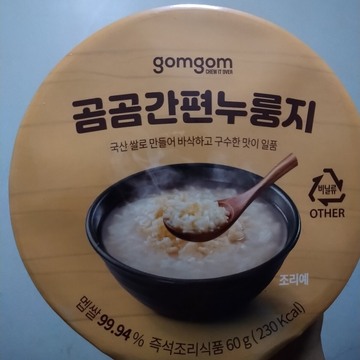 gomgom
CHEW IT OVER
곰곰간편누룽지
국산 쌀로 만들어 바삭하고 구수한 맛이 일품
비닐류
OTHER
조리예
멥쌀 99.94% 즉석조리식품 60 g (230 Kcal)